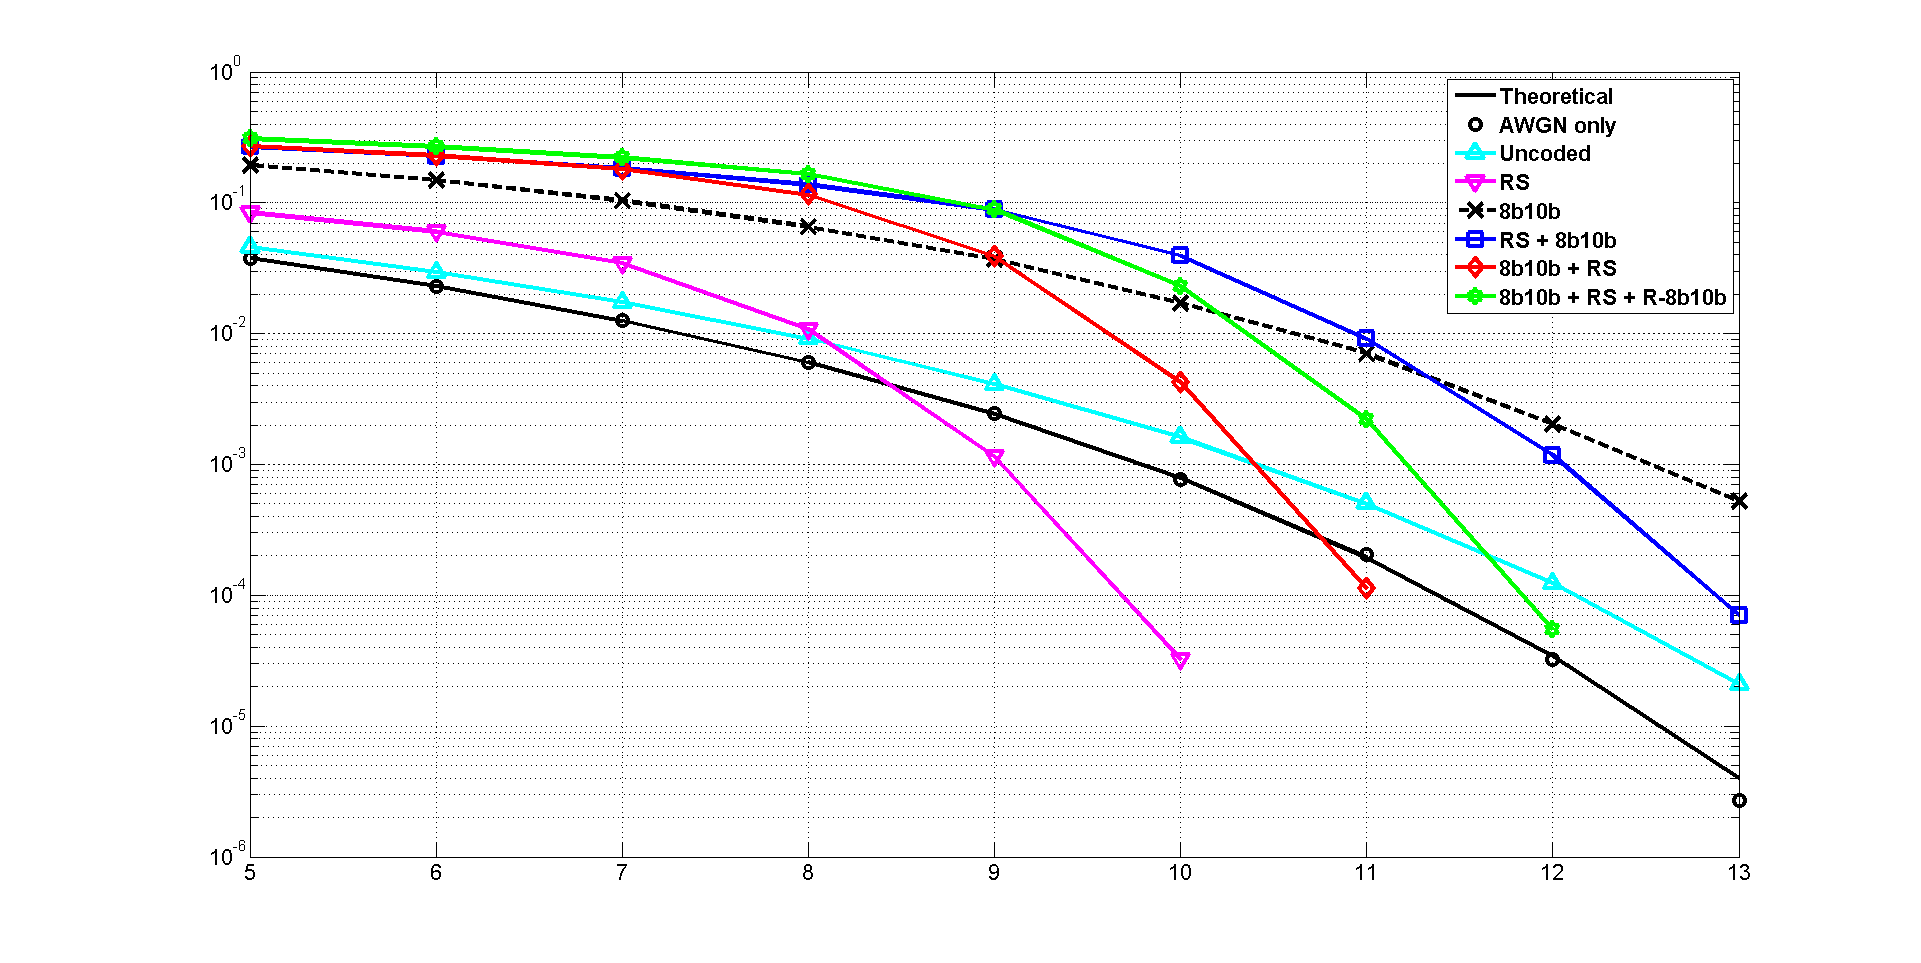 10^0
10^-1
10^-2
10^-3
10^-4
10^-5
10^-6
5 6 7 8 9 10 11 12 13
Theoretical
AWGN only
Uncoded
RS
8b10b
RS + 8b10b
8b10b + RS
8b10b + RS + R-8b10b